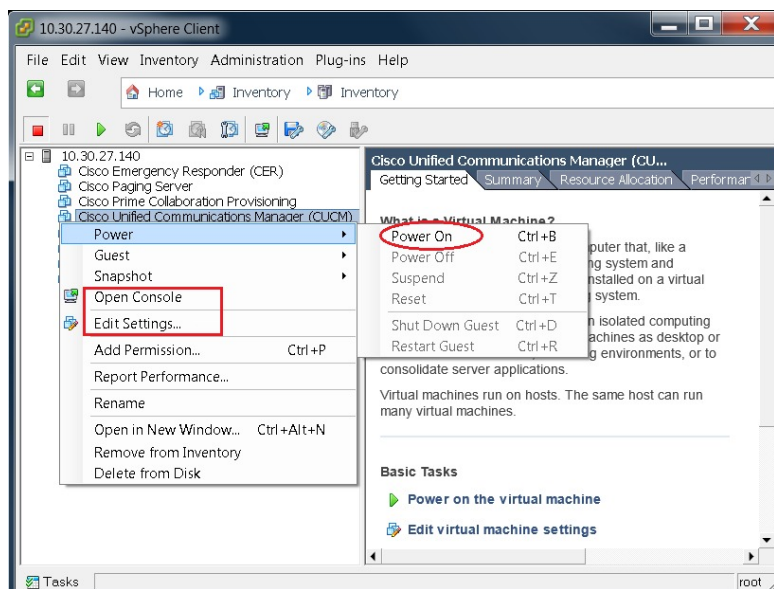 10.30.27.140 - vSphere Client
File Edit View Inventory Administration Plug-ins Help
Home Inventory Inventory
10.30.27.140
Cisco Emergency Responder (CER)
Cisco Paging Server
Cisco Prime Collaboration Provisioning
Cisco Unified Communications Manager (CUCM)
Power
Guest
Snapshot
Open Console
Edit Settings...
Add Permission... Ctrl+P
Report Performance...
Rename
Open in New Window... Ctrl+Alt+N
Remove from Inventory
Delete from Disk
Power On Ctrl+B
Power Off Ctrl+E
Suspend Ctrl+Z
Reset Ctrl+T
Shut Down Guest Ctrl+D
Restart Guest Ctrl+R
Cisco Unified Communications Manager (CU...
Getting Started Summary Resource Allocation Performan
What is a Virtual Machine?
puter that, like a
ng system and
nstalled on a virtual
g system.
n isolated computing
achines as desktop or
g environments, or to
consolidate server applications.
Virtual machines run on hosts. The same host can run
many virtual machines.
Basic Tasks
Power on the virtual machine
Edit virtual machine settings
Tasks
root